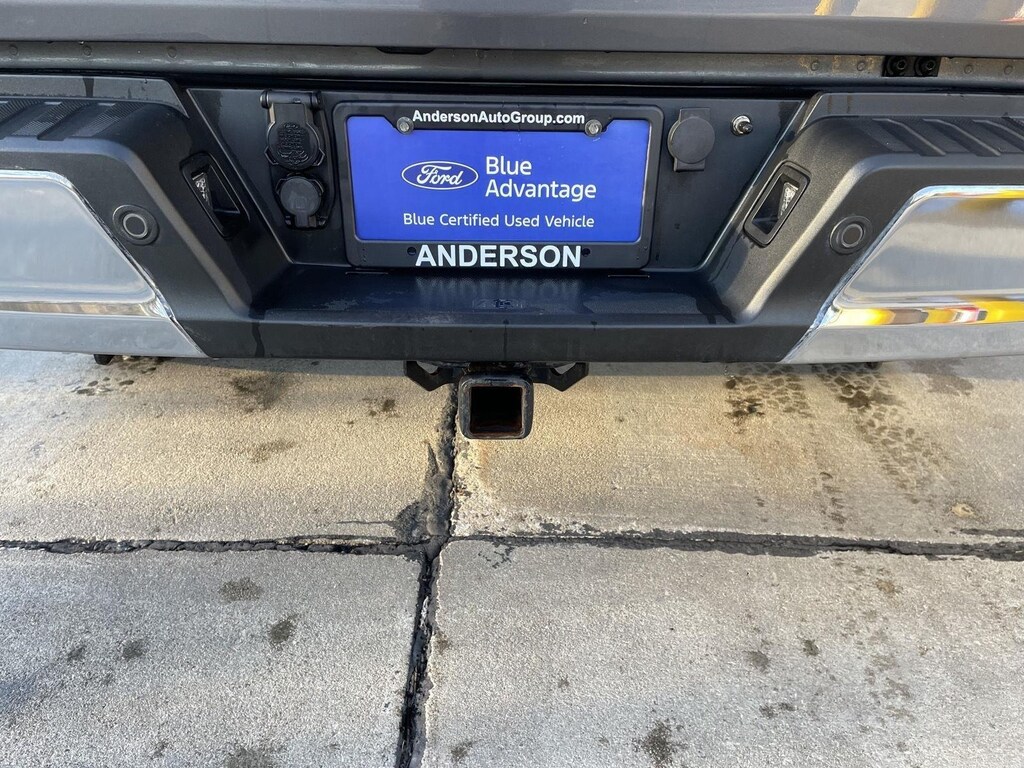 AndersonAutoGroup.com
Ford
Blue
Advantage
Blue Certified Used Vehicle
ANDERSON